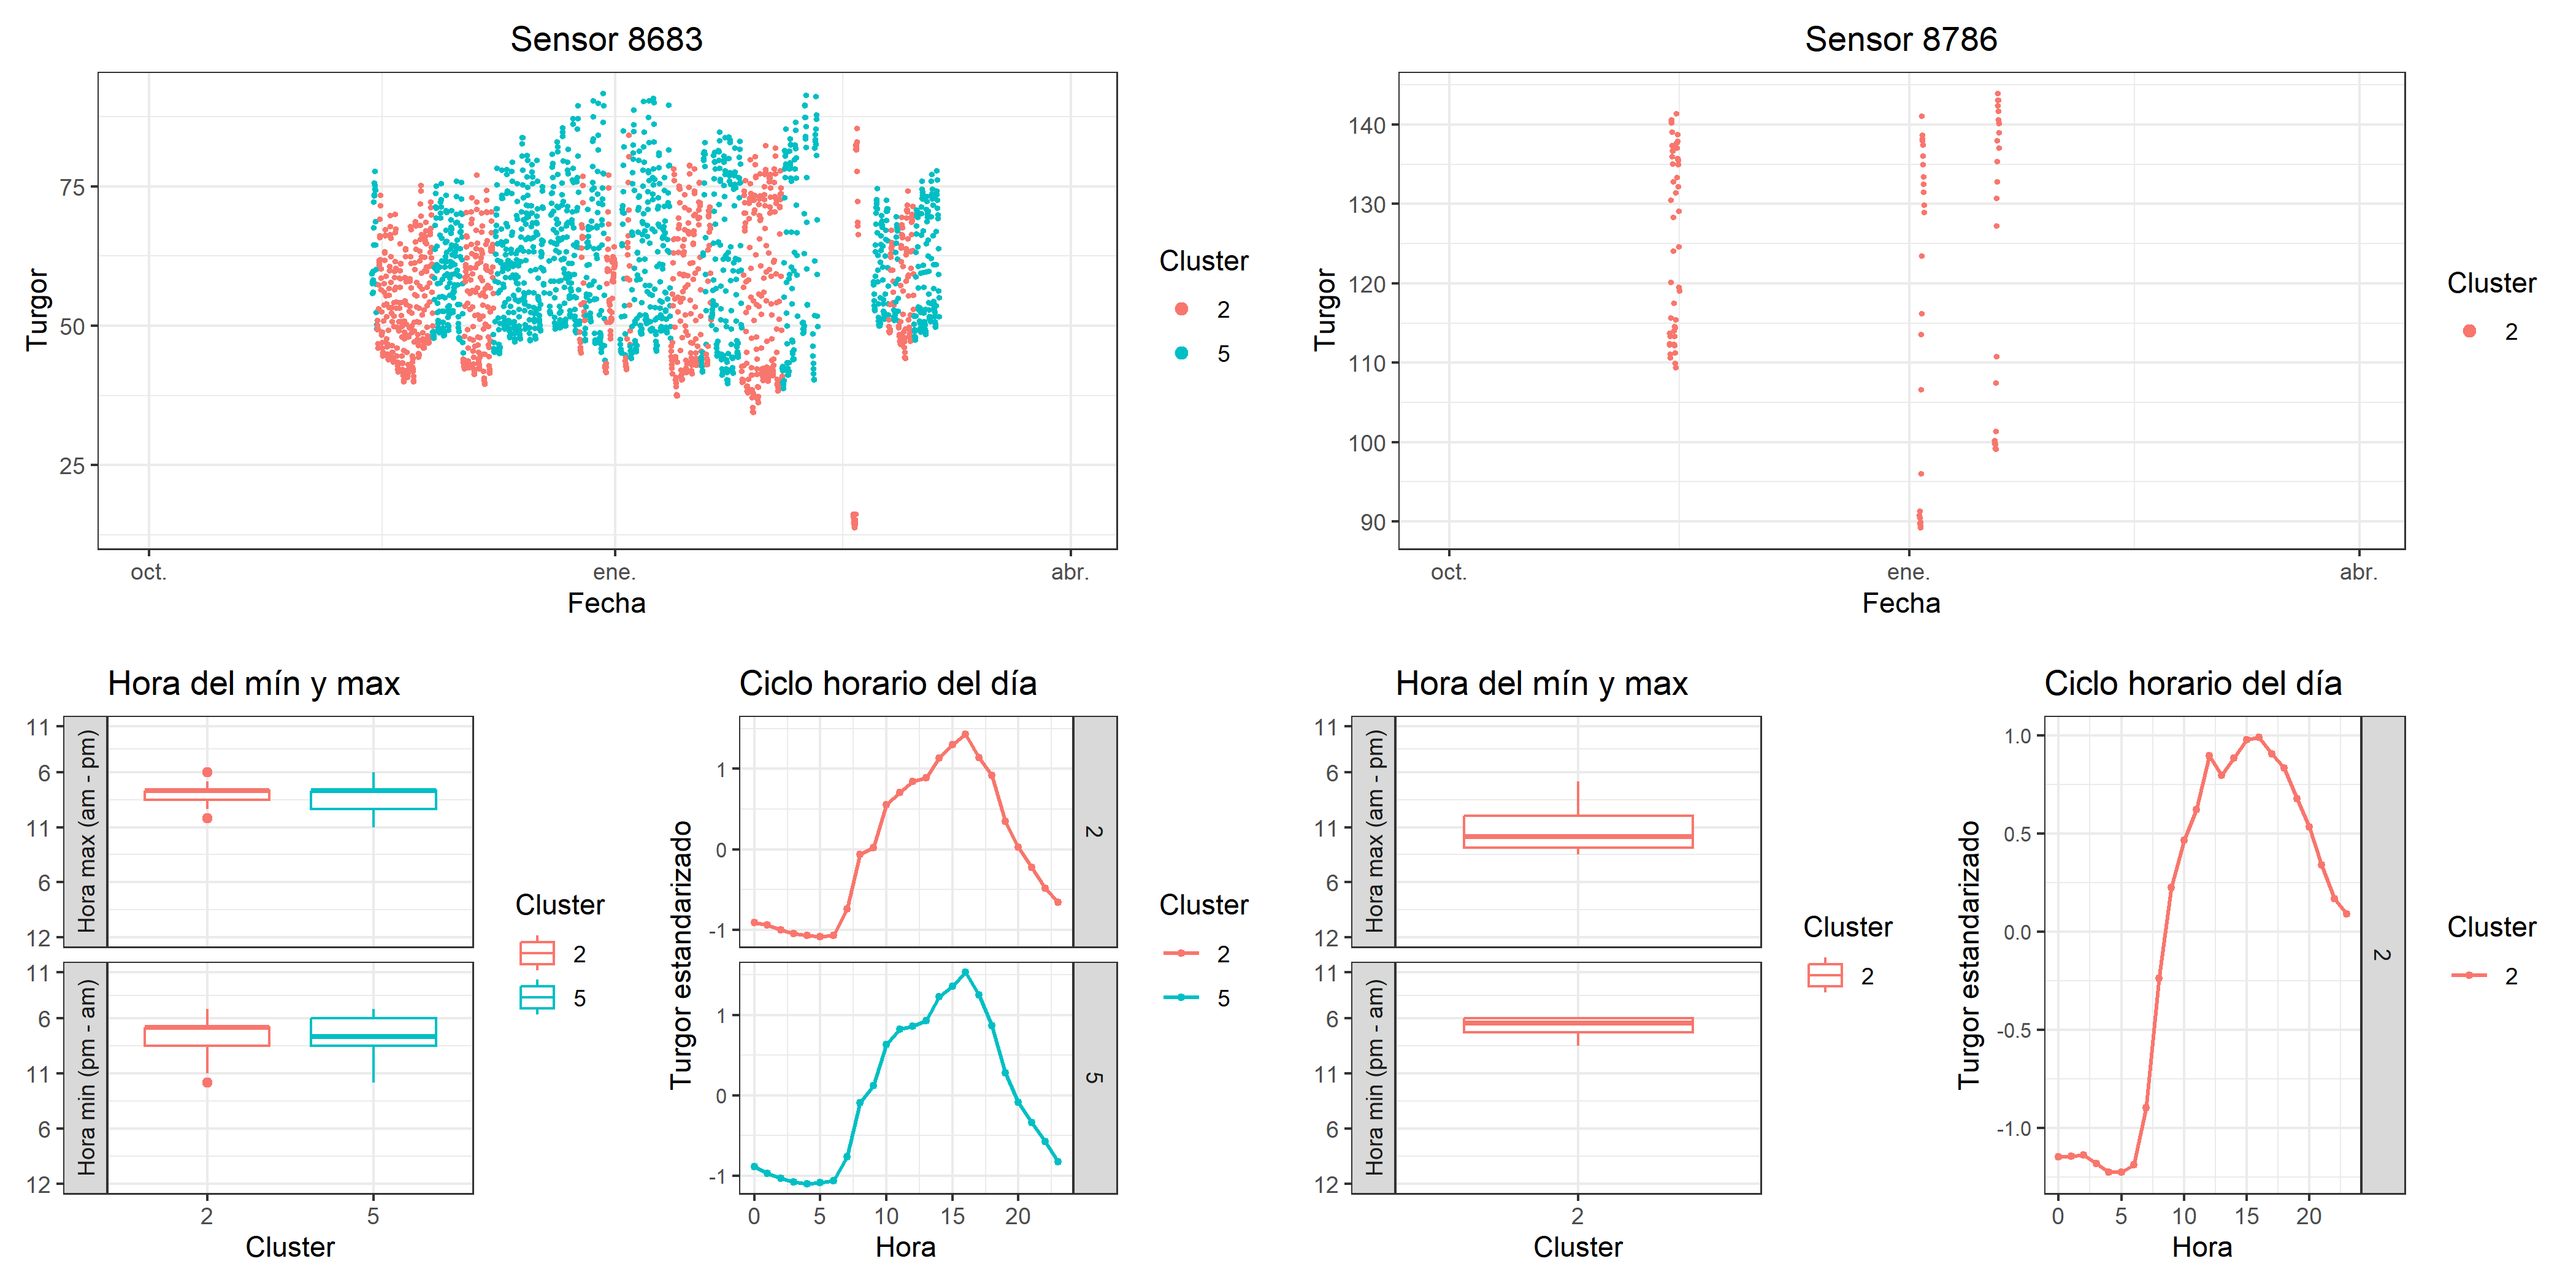 Sensor 8683
Turgor
75
50
25
oct.
ene.
abr.
Fecha
Cluster
2
5
Sensor 8786
Turgor
140
130
120
110
100
90
oct.
ene.
abr.
Fecha
Cluster
2
Hora del mín y max
Hora max (am - pm)
11
6
11
6
12
Hora min (pm - am)
11
6
11
6
12
2
5
Cluster
Cluster
2
5
Ciclo horario del día
Turgor estandarizado
1
0
-1
2
1
0
-1
5
0
5
10
15
20
Hora
Cluster
2
5
Hora del mín y max
Hora max (am - pm)
11
6
11
6
12
Hora min (pm - am)
11
6
11
6
12
2
Cluster
Cluster
2
Ciclo horario del día
Turgor estandarizado
1.0
0.5
0.0
-0.5
-1.0
2
0
5
10
15
20
Hora
Cluster
2